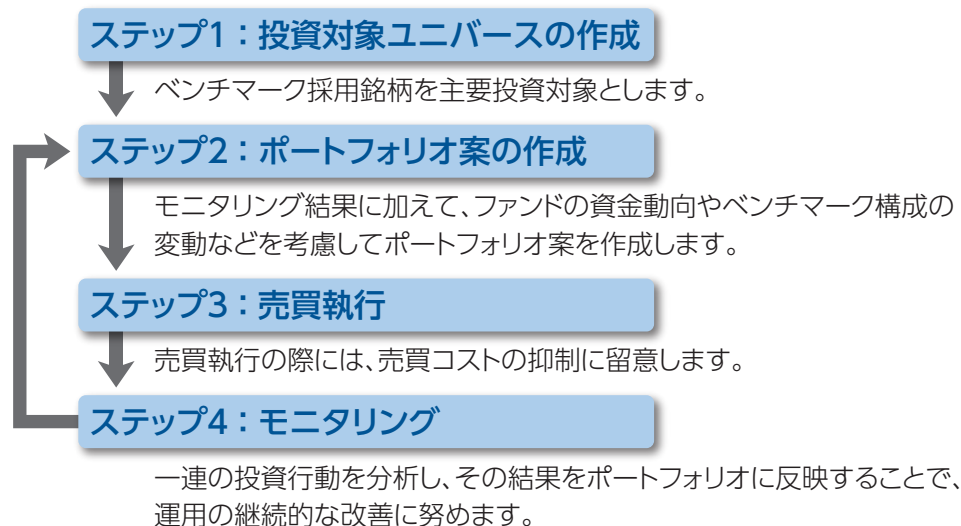 ステップ1：投資対象ユニバースの作成
ベンチマーク採用銘柄を主要投資対象とします。
ステップ2：ポートフォリオ案の作成
モニタリング結果に加えて、ファンドの資金動向やベンチマーク構成の
変動などを考慮してポートフォリオ案を作成します。
ステップ3：売買執行
売買執行の際には、売買コストの抑制に留意します。
ステップ4：モニタリング
一連の投資行動を分析し、その結果をポートフォリオに反映することで、
運用の継続的な改善に努めます。